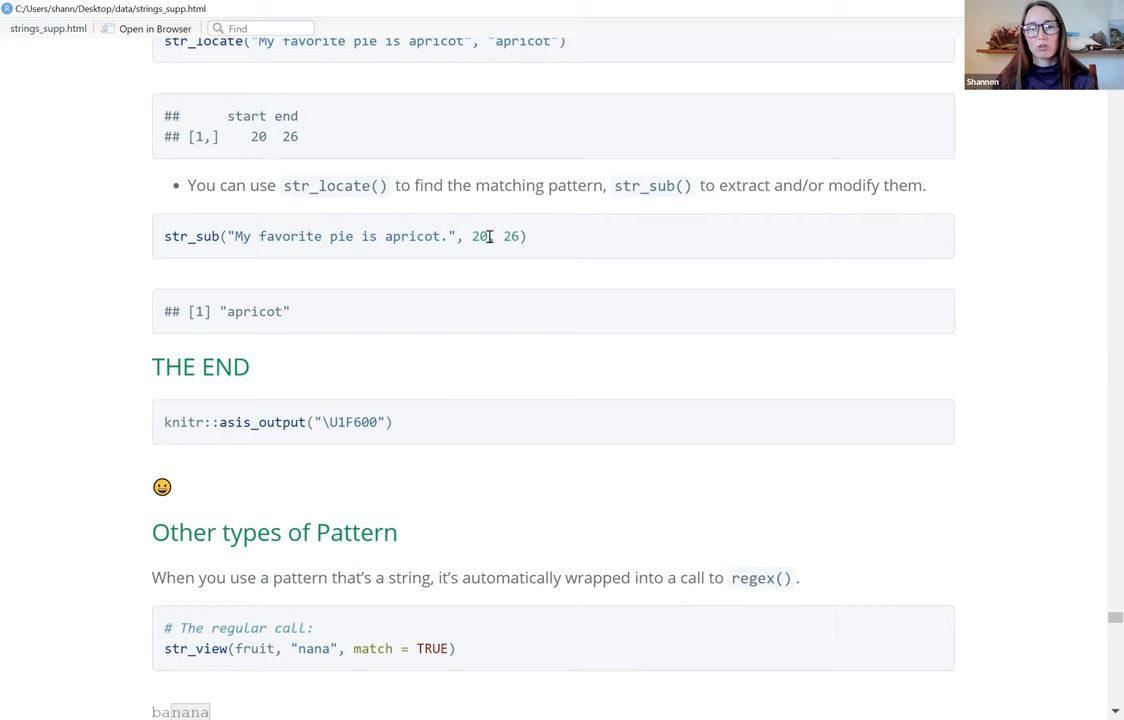 C:/Users/shann/Desktop/data/strings_supp.html
strings_supp.html Open in Browser Find
Shannon
str_locate("My favorite pie is apricot", "apricot")
##      start end
## [1,]    20  26
You can use str_locate() to find the matching pattern, str_sub() to extract and/or modify them.
str_sub("My favorite pie is apricot.", 20, 26)
## [1] "apricot"
THE END
knitr::asis_output("\U1F600")
Other types of Pattern
When you use a pattern that's a string, it's automatically wrapped into a call to regex().
# The regular call:
str_view(fruit, "nana", match = TRUE)
banana